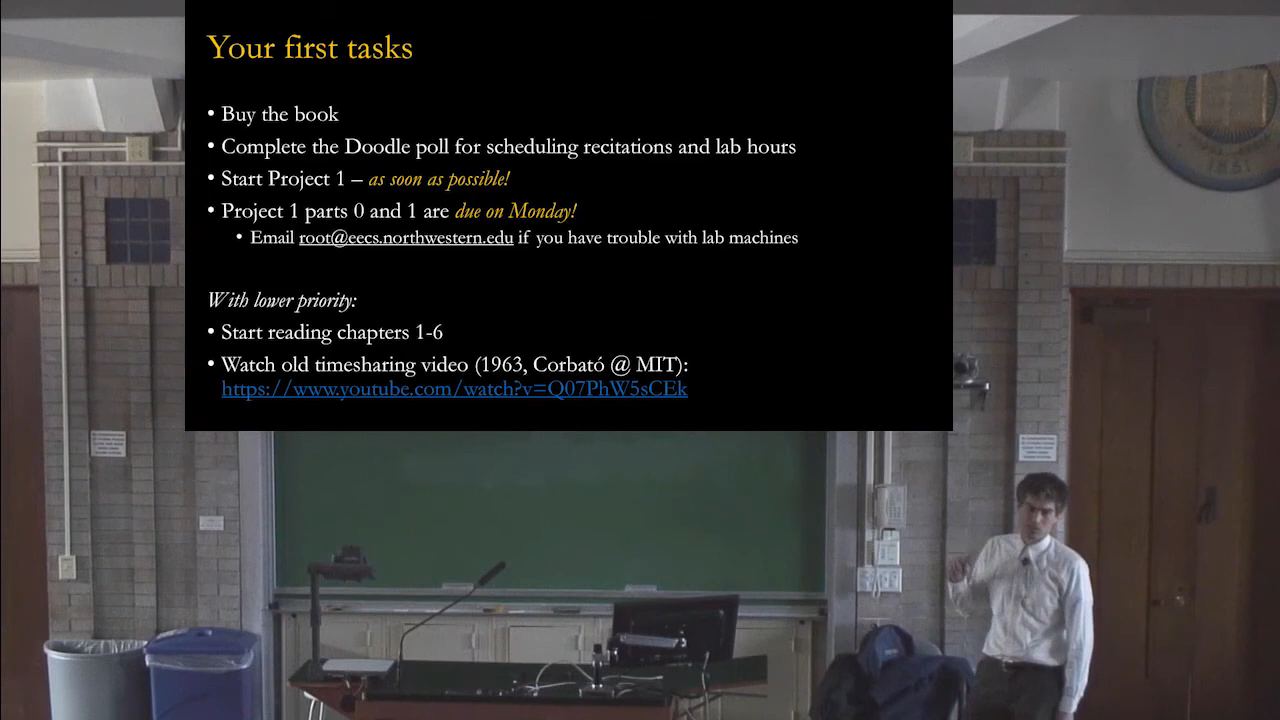 Your first tasks
• Buy the book
• Complete the Doodle poll for scheduling recitations and lab hours
• Start Project 1 – as soon as possible!
• Project 1 parts 0 and 1 are due on Monday!
• Email root@eecs.northwestern.edu if you have trouble with lab machines
With lower priority:
• Start reading chapters 1-6
• Watch old timesharing video (1963, Corbató @ MIT):
https://www.youtube.com/watch?v=Q07PhW5sCEk
1851